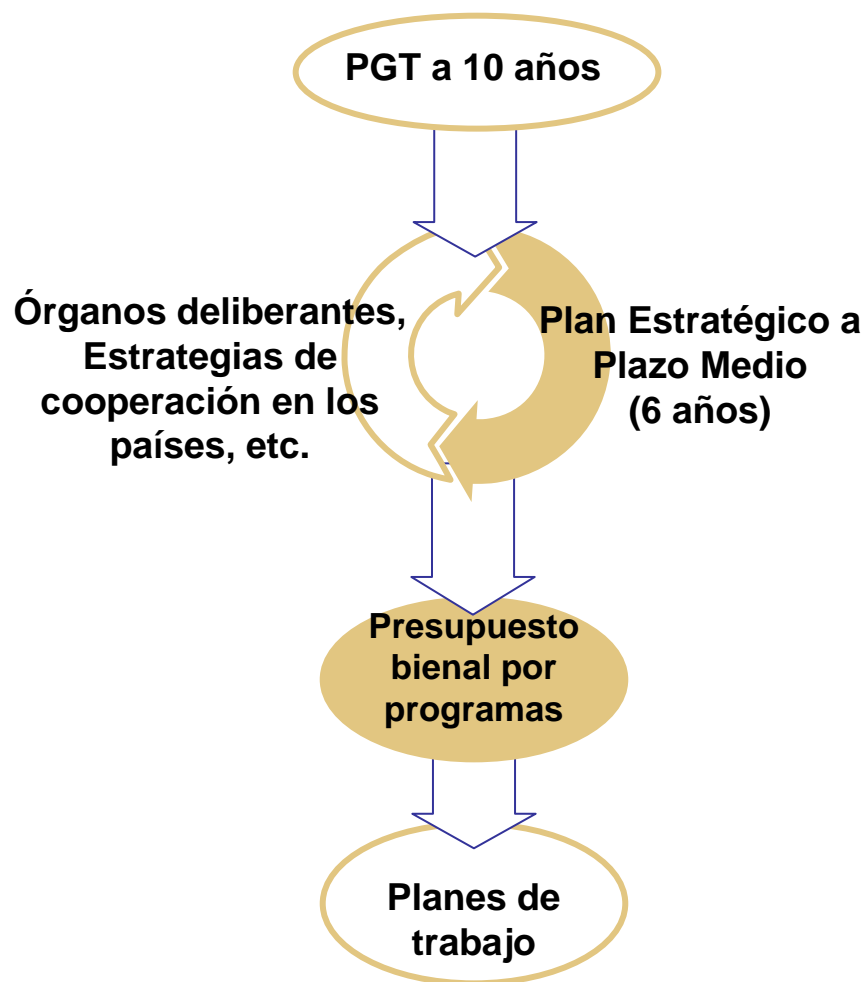 PGT a 10 años
Órganos deliberantes,
Estrategias de
cooperación en los
países, etc.
Plan Estratégico a
Plazo Medio
(6 años)
Presupuesto
bienal por
programas
Planes de
trabajo